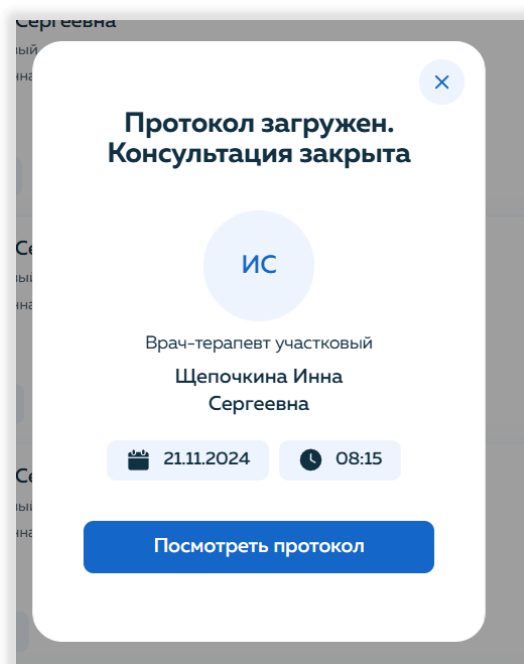 Сергеевна
Протокол загружен.
Консультация закрыта
ИС
Врач-терапевт участковый
Щепочкина Инна
Сергеевна
21.11.2024
08:15
Посмотреть протокол